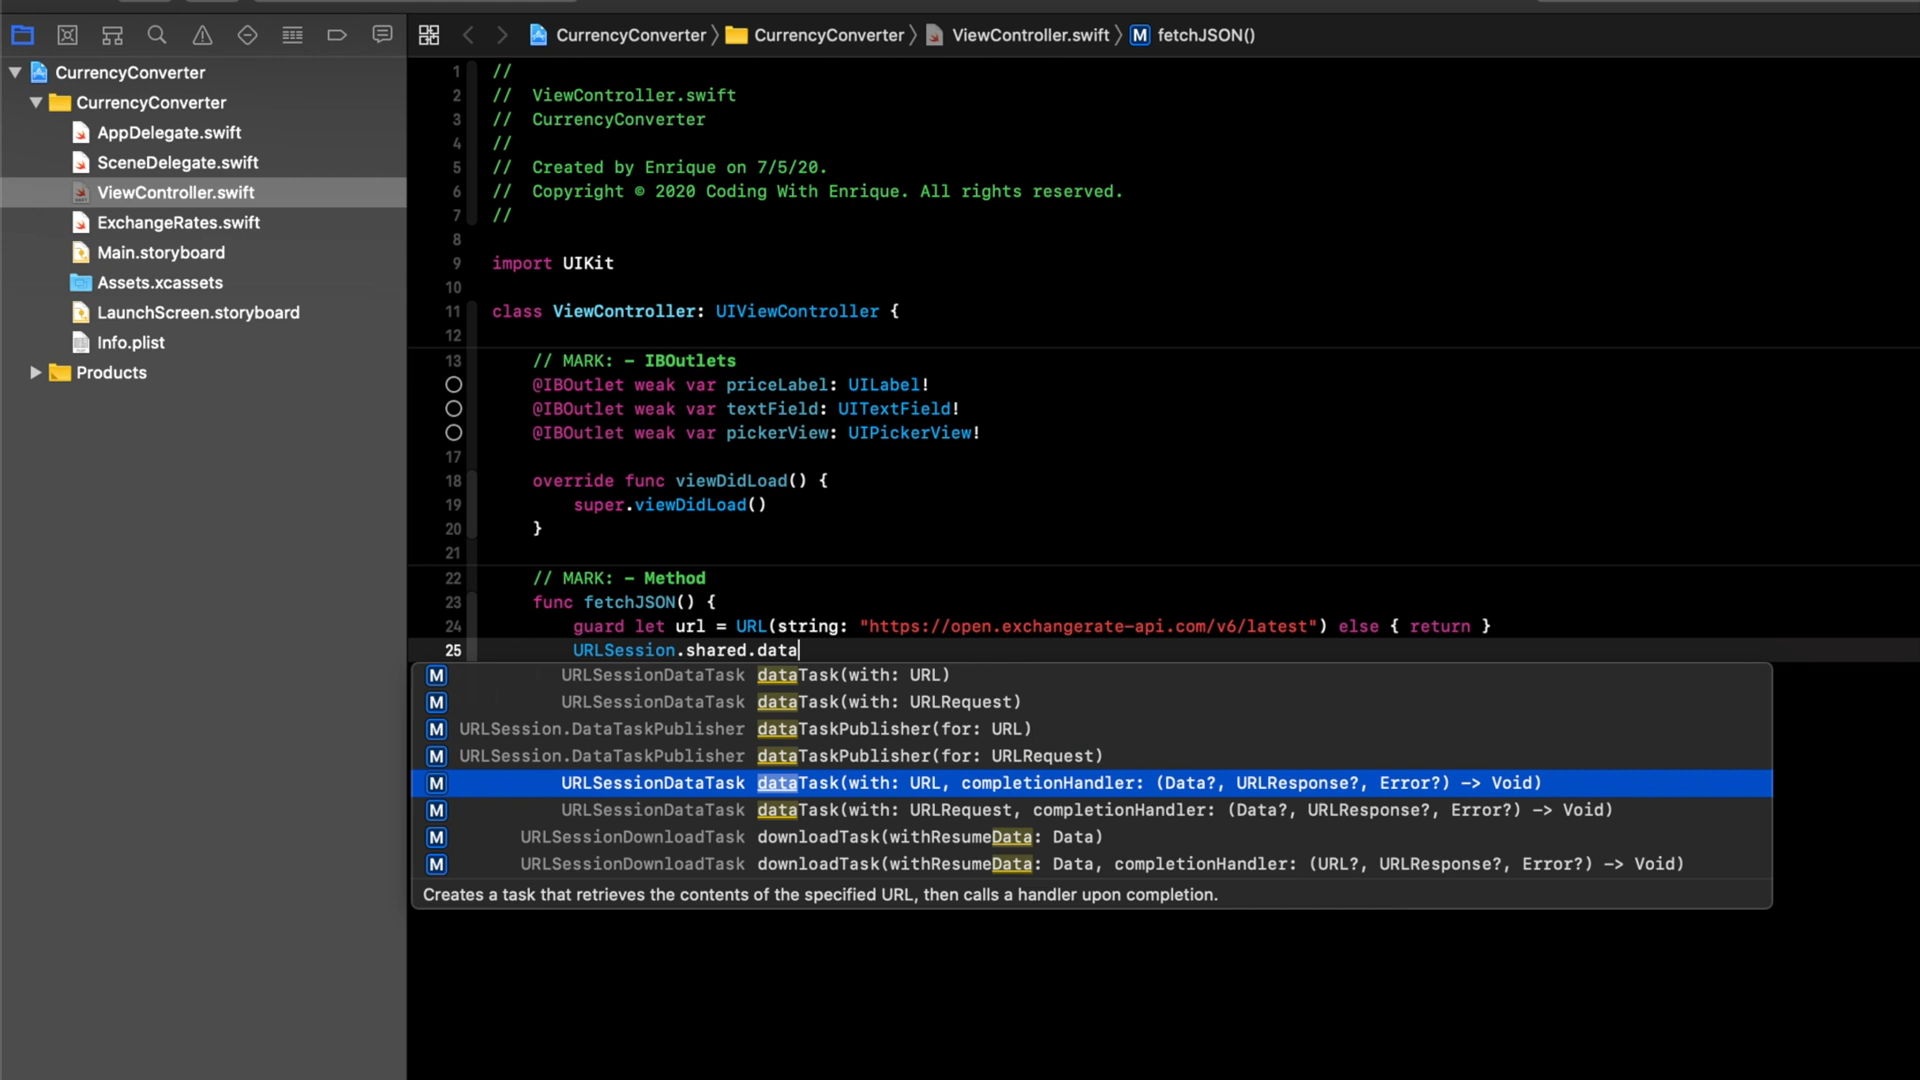 CurrencyConverter
CurrencyConverter
AppDelegate.swift
SceneDelegate.swift
ViewController.swift
ExchangeRates.swift
Main.storyboard
Assets.xcassets
LaunchScreen.storyboard
Info.plist
Products
CurrencyConverter 〉 CurrencyConverter 〉 ViewController.swift 〉 M fetchJSON()
1 //
2 //  ViewController.swift
3 //  CurrencyConverter
4 //
5 //  Created by Enrique on 7/5/20.
6 //  Copyright © 2020 Coding With Enrique. All rights reserved.
7 //
8
9 import UIKit
10
11 class ViewController: UIViewController {
12
13 // MARK: - IBOutlets
@IBOutlet weak var priceLabel: UILabel!
@IBOutlet weak var textField: UITextField!
@IBOutlet weak var pickerView: UIPickerView!
17
18 override func viewDidLoad() {
19 super.viewDidLoad()
20 }
21
22 // MARK: - Method
23 func fetchJSON() {
24 guard let url = URL(string: "https://open.exchangerate-api.com/v6/latest") else { return }
25 URLSession.shared.data
M URLSessionDataTask dataTask(with: URL)
M URLSessionDataTask dataTask(with: URLRequest)
M URLSession.DataTaskPublisher dataTaskPublisher(for: URL)
M URLSession.DataTaskPublisher dataTaskPublisher(for: URLRequest)
M URLSessionDataTask dataTask(with: URL, completionHandler: (Data?, URLResponse?, Error?) -> Void)
M URLSessionDataTask dataTask(with: URLRequest, completionHandler: (Data?, URLResponse?, Error?) -> Void)
M URLSessionDownloadTask downloadTask(withResumeData: Data)
M URLSessionDownloadTask downloadTask(withResumeData: Data, completionHandler: (URL?, URLResponse?, Error?) -> Void)
Creates a task that retrieves the contents of the specified URL, then calls a handler upon completion.